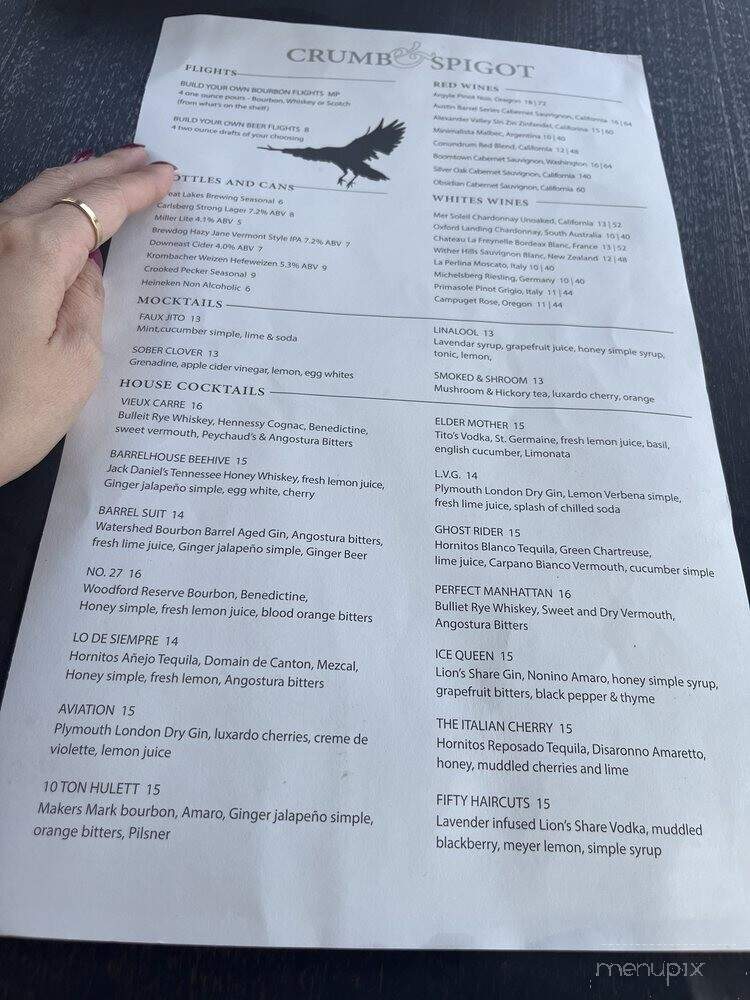 CRUMB & SPIGOT
FLIGHTS
BUILD YOUR OWN BOURBON FLIGHTS MP
4 one ounce pours - Bourbon, Whiskey or Scotch
(from what's on the shelf)
BUILD YOUR OWN BEER FLIGHTS 8
4 two ounce drafts of your choosing
OTTLES AND CANS
eat Lakes Brewing Seasonal 6
Carlsberg Strong Lager 7.2% ABV 8
Miller Lite 4.1% ABV 5
Brewdog Hazy Jane Vermont Style IPA 7.2% ABV 7
Downeast Cider 4.0% ABV 7
Krombacher Weizen Hefeweizen 5.3% ABV 9
Crooked Pecker Seasonal 9
Heineken Non Alcoholic 6
RED WINES
Argyle Pinot Noir, Oregon 18|72
Austin Barrel Series Cabernet Sauvignon, California 16|64
Alexander Valley Sin Zin Zinfandel, California 15|60
Minimalista Malbec, Argentina 10|40
Conundrum Red Blend, California 12|48
Boomtown Cabernet Sauvignon, Washington 16|64
Silver Oak Cabernet Sauvignon, California 140
Obsidian Cabernet Sauvignon, California 60
WHITES WINES
Mer Soleil Chardonnay Unoaked, California 13|52
Oxford Landing Chardonnay, South Australia 10|40
Chateau La Freynelle Bordeax Blanc, France 13|52
Wither Hills Sauvignon Blanc, New Zealand 12|48
La Perlina Moscato, Italy 10|40
Michelsberg Riesling, Germany 10|40
Primasole Pinot Grigio, Italy 11|44
Campuget Rose, Oregon 11|44
MOCKTAILS
FAUX JITO 13
Mint,cucumber simple, lime & soda
SOBER CLOVER 13
Grenadine, apple cider vinegar, lemon, egg whites
LINALOOL 13
Lavendar syrup, grapefruit juice, honey simple syrup,
tonic, lemon,
SMOKED & SHROOM 13
Mushroom & Hickory tea, luxardo cherry, orange
HOUSE COCKTAILS
VIEUX CARRE 16
Bulleit Rye Whiskey, Hennessy Cognac, Benedictine,
sweet vermouth, Peychaud's & Angostura Bitters
BARRELHOUSE BEEHIVE 15
Jack Daniel's Tennessee Honey Whiskey, fresh lemon juice,
Ginger jalapeño simple, egg white, cherry
BARREL SUIT 14
Watershed Bourbon Barrel Aged Gin, Angostura bitters,
fresh lime juice, Ginger jalapeño simple, Ginger Beer
NO. 27 16
Woodford Reserve Bourbon, Benedictine,
Honey simple, fresh lemon juice, blood orange bitters
LO DE SIEMPRE 14
Hornitos Añejo Tequila, Domain de Canton, Mezcal,
Honey simple, fresh lemon, Angostura bitters
AVIATION 15
Plymouth London Dry Gin, luxardo cherries, creme de
violette, lemon juice
10 TON HULETT 15
Makers Mark bourbon, Amaro, Ginger jalapeño simple,
orange bitters, Pilsner
ELDER MOTHER 15
Tito's Vodka, St. Germaine, fresh lemon juice, basil,
english cucumber, Limonata
L.V.G. 14
Plymouth London Dry Gin, Lemon Verbena simple,
fresh lime juice, splash of chilled soda
GHOST RIDER 15
Hornitos Blanco Tequila, Green Chartreuse,
lime juice, Carpano Bianco Vermouth, cucumber simple
PERFECT MANHATTAN 16
Bulliet Rye Whiskey, Sweet and Dry Vermouth,
Angostura Bitters
ICE QUEEN 15
Lion's Share Gin, Nonino Amaro, honey simple syrup,
grapefruit bitters, black pepper & thyme
THE ITALIAN CHERRY 15
Hornitos Reposado Tequila, Disaronno Amaretto,
honey, muddled cherries and lime
FIFTY HAIRCUTS 15
Lavender infused Lion's Share Vodka, muddled
blackberry, meyer lemon, simple syrup
menupix